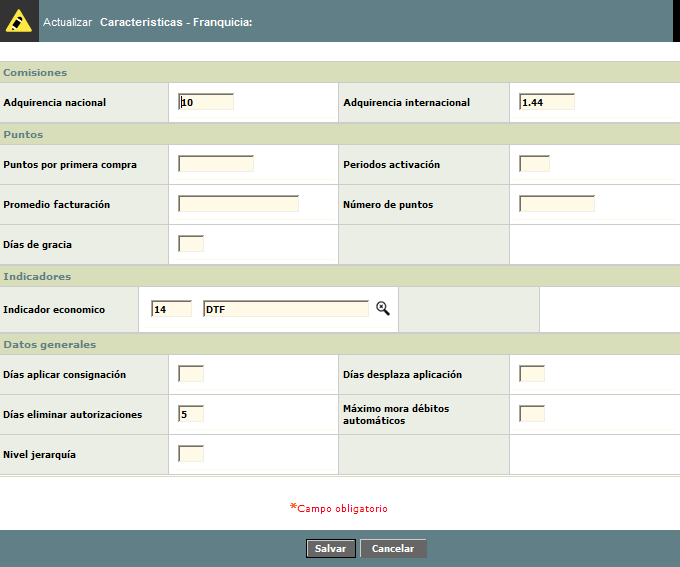 Actualizar Caracteristicas - Franquicia:
Comisiones
Adquirencia nacional 10 Adquirencia internacional 1.44
Puntos
Puntos por primera compra Periodos activación
Promedio facturación Número de puntos
Días de gracia
Indicadores
Indicador economico 14 DTF
Datos generales
Días aplicar consignación Días desplaza aplicación
Días eliminar autorizaciones 5 Máximo mora débitos
automáticos
Nivel jerarquía
*Campo obligatorio
Salvar Cancelar